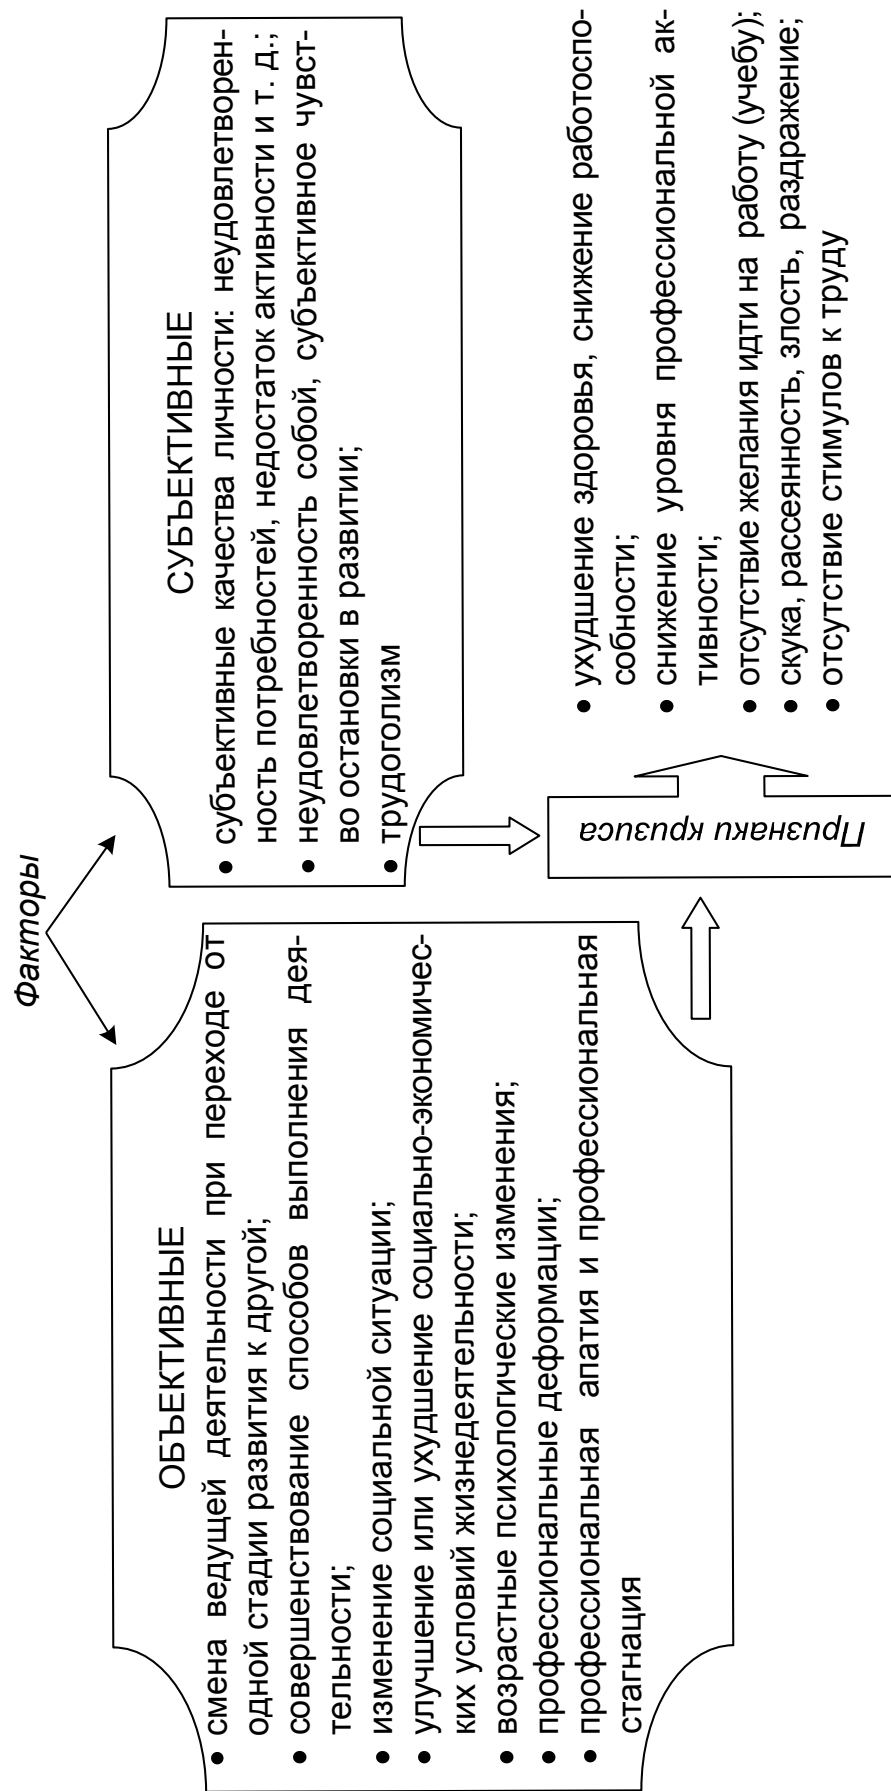 Факторы
ОБЪЕКТИВНЫЕ
• смена ведущей деятельности при переходе от
одной стадии развития к другой;
• совершенствование способов выполнения дея-
тельности;
• изменение социальной ситуации;
• улучшение или ухудшение социально-экономичес-
ких условий жизнедеятельности;
• возрастные психологические изменения;
• профессиональные деформации;
• профессиональная апатия и профессиональная
стагнация
СУБЪЕКТИВНЫЕ
• субъективные качества личности: неудовлетворен-
ность потребностей, недостаток активности и т. д.;
• неудовлетворенность собой, субъективное чувст-
во остановки в развитии;
• трудоголизм
Признаки кризиса
• ухудшение здоровья, снижение работоспо-
собности;
• снижение уровня профессиональной ак-
тивности;
• отсутствие желания идти на работу (учебу);
• скука, рассеянность, злость, раздражение;
• отсутствие стимулов к труду